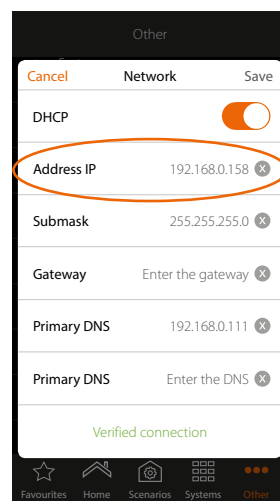 Other
Cancel Network Save
DHCP
Address IP 192.168.0.158
Submask 255.255.255.0
Gateway Enter the gateway
Primary DNS 192.168.0.111
Primary DNS Enter the DNS
Verified connection
Favourites Home Scenarios Systems Other